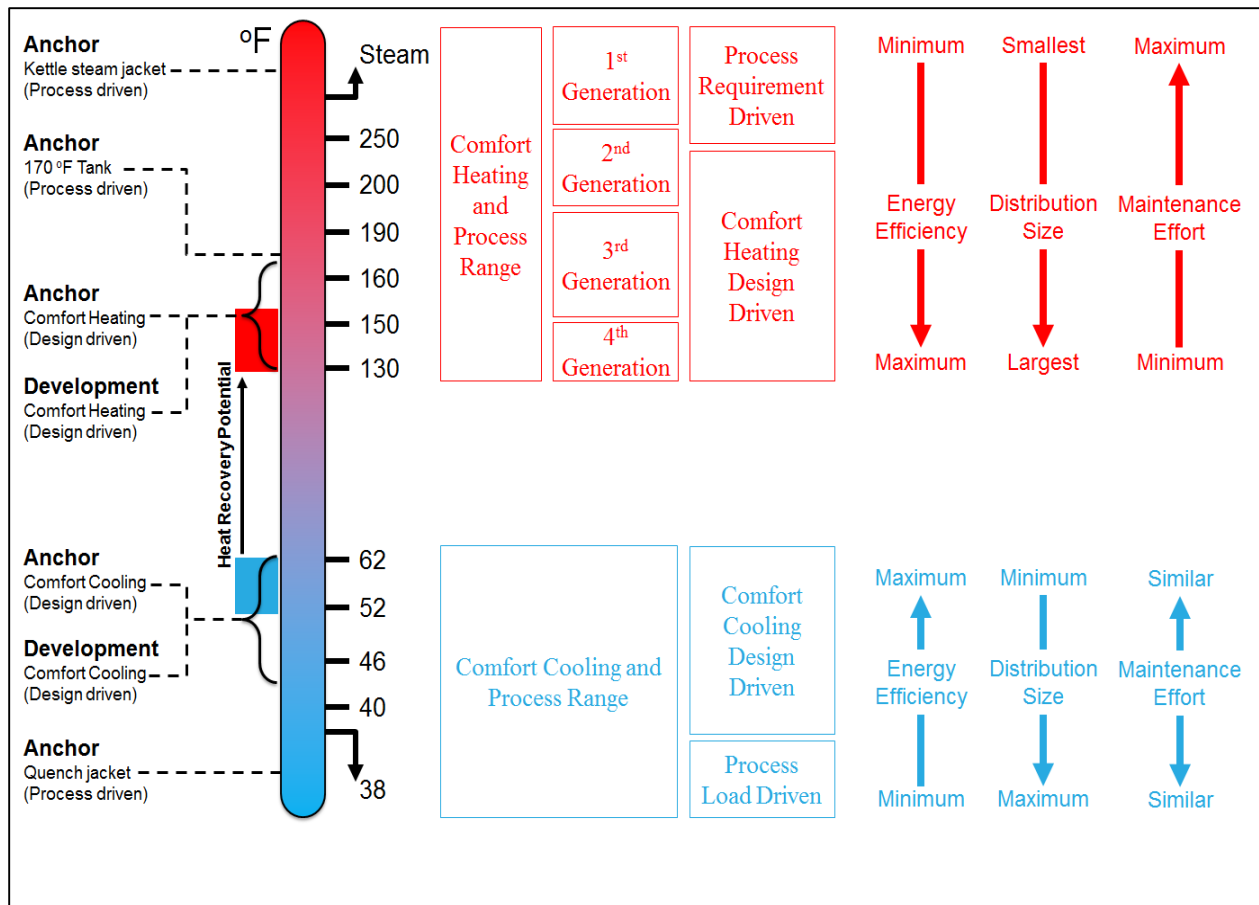 ºF
Steam
250
200
190
160
150
130
62
52
46
40
38
Anchor
Kettle steam jacket
(Process driven)
Anchor
170 ºF Tank
(Process driven)
Anchor
Comfort Heating
(Design driven)
Development
Comfort Heating
(Design driven)
Heat Recovery Potential
Anchor
Comfort Cooling
(Design driven)
Development
Comfort Cooling
(Design driven)
Anchor
Quench jacket
(Process driven)
Comfort
Heating
and
Process
Range
1st
Generation
2nd
Generation
3rd
Generation
4th
Generation
Process
Requirement
Driven
Comfort
Heating
Design
Driven
Minimum
Energy
Efficiency
Maximum
Smallest
Distribution
Size
Largest
Maximum
Maintenance
Effort
Minimum
Comfort Cooling and
Process Range
Comfort
Cooling
Design
Driven
Process
Load Driven
Maximum
Energy
Efficiency
Minimum
Minimum
Distribution
Size
Maximum
Similar
Maintenance
Effort
Similar